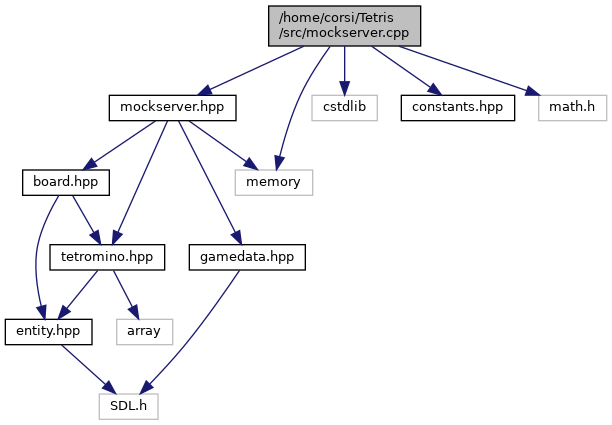 /home/corsi/Tetris
/src/mockserver.cpp
mockserver.hpp
cstdlib
constants.hpp
math.h
board.hpp
memory
tetromino.hpp
gamedata.hpp
entity.hpp
array
SDL.h